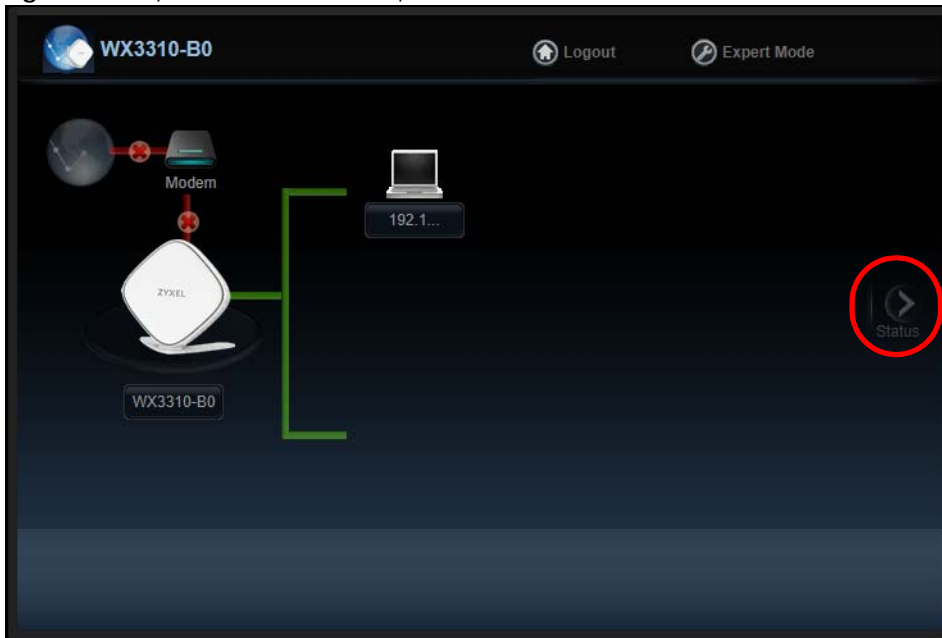 WX3310-B0
Logout
Expert Mode
Modem
192.1...
ZYXEL
Status
WX3310-B0